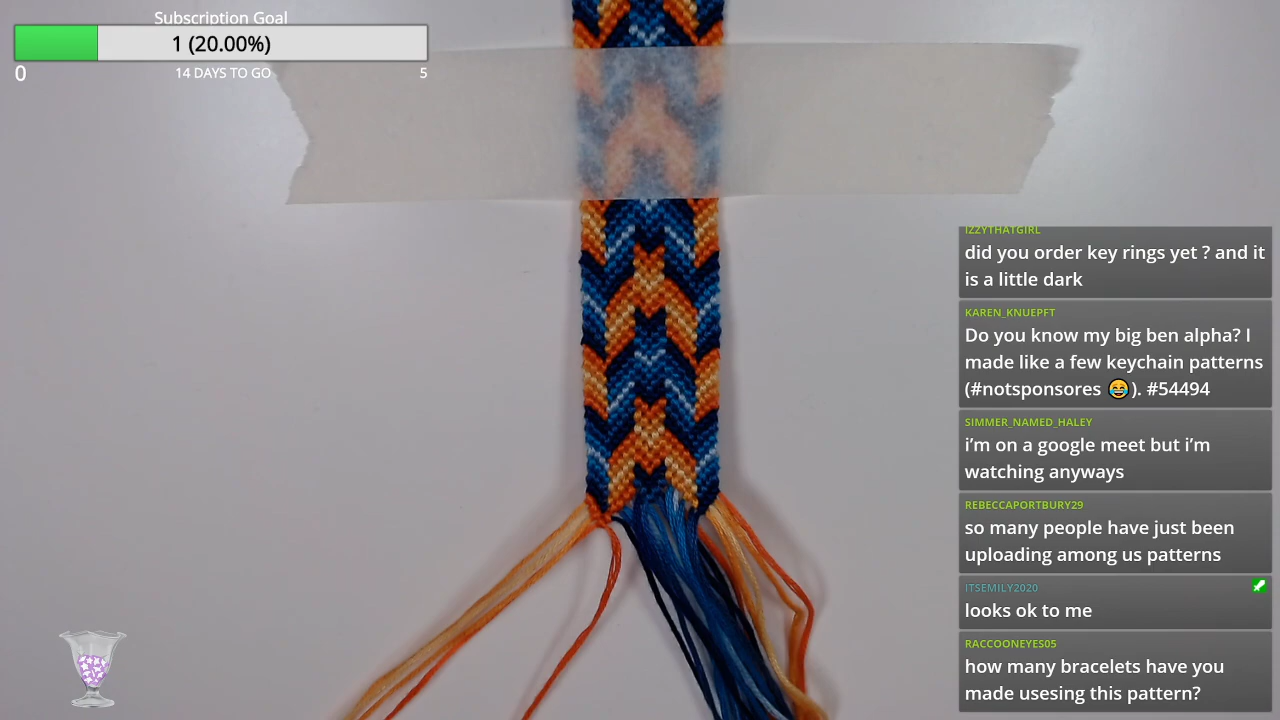 Subscription Goal
1 (20.00%)
0
14 DAYS TO GO
5
IZZYTHATGIRL
did you order key rings yet ? and it
is a little dark
KAREN_KNUEPFT
Do you know my big ben alpha? I
made like a few keychain patterns
(#notsponsores 😂). #54494
SIMMER_NAMED_HALEY
i’m on a google meet but i’m
watching anyways
REBECCAPORTBURY29
so many people have just been
uploading among us patterns
ITSEMILY2020
looks ok to me
RACCOONEYES05
how many bracelets have you
made usesing this pattern?